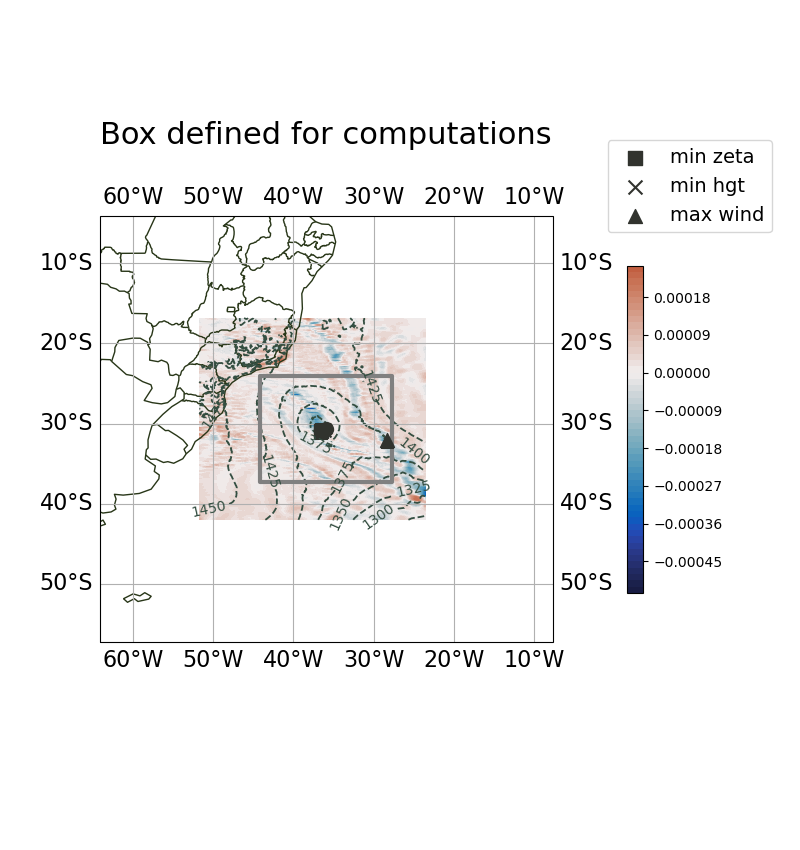 Box defined for computations
min zeta
min hgt
max wind
60°W 50°W 40°W 30°W 20°W 10°W
10°S 10°S
20°S 20°S
30°S 30°S
40°S 40°S
50°S 50°S
60°W 50°W 40°W 30°W 20°W 10°W
0.00018
0.00009
0.00000
−0.00009
−0.00018
−0.00027
−0.00036
−0.00045
1425
1375
1400
1425
1375
1325
1450
1350
1300